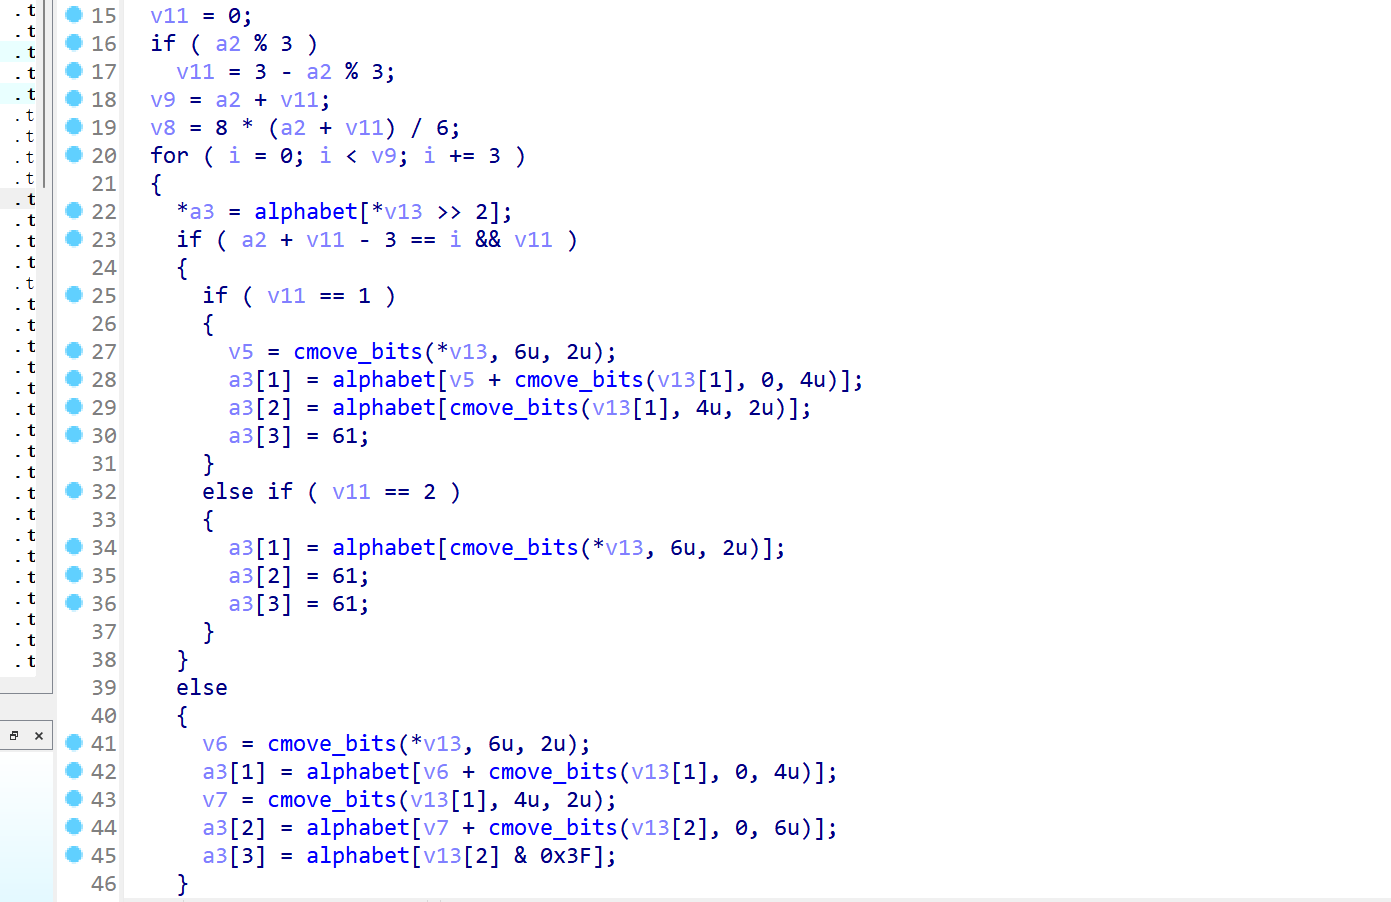 15 v11 = 0;
16 if ( a2 % 3 )
17 v11 = 3 - a2 % 3;
18 v9 = a2 + v11;
19 v8 = 8 * (a2 + v11) / 6;
20 for ( i = 0; i < v9; i += 3 )
21 {
22 *a3 = alphabet[*v13 >> 2];
23 if ( a2 + v11 - 3 == i && v11 )
24 {
25 if ( v11 == 1 )
26 {
27 v5 = cmove_bits(*v13, 6u, 2u);
28 a3[1] = alphabet[v5 + cmove_bits(v13[1], 0, 4u)];
29 a3[2] = alphabet[cmove_bits(v13[1], 4u, 2u)];
30 a3[3] = 61;
31 }
32 else if ( v11 == 2 )
33 {
34 a3[1] = alphabet[cmove_bits(*v13, 6u, 2u)];
35 a3[2] = 61;
36 a3[3] = 61;
37 }
38 }
39 else
40 {
41 v6 = cmove_bits(*v13, 6u, 2u);
42 a3[1] = alphabet[v6 + cmove_bits(v13[1], 0, 4u)];
43 v7 = cmove_bits(v13[1], 4u, 2u);
44 a3[2] = alphabet[v7 + cmove_bits(v13[2], 0, 6u)];
45 a3[3] = alphabet[v13[2] & 0x3F];
46 }